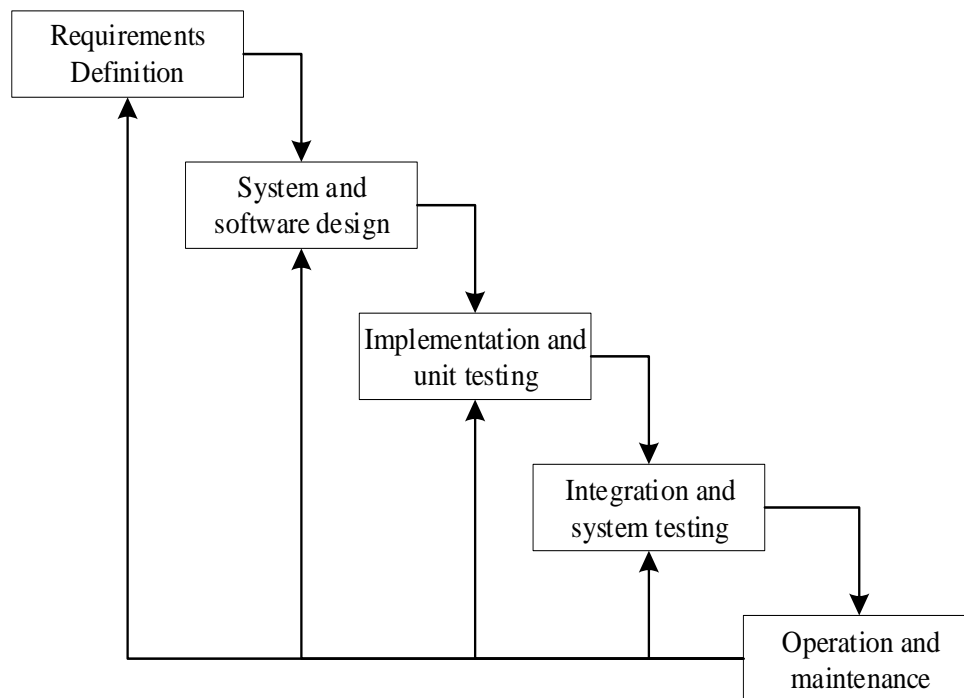 Requirements
Definition
System and
software design
Implementation and
unit testing
Integration and
system testing
Operation and
maintenance